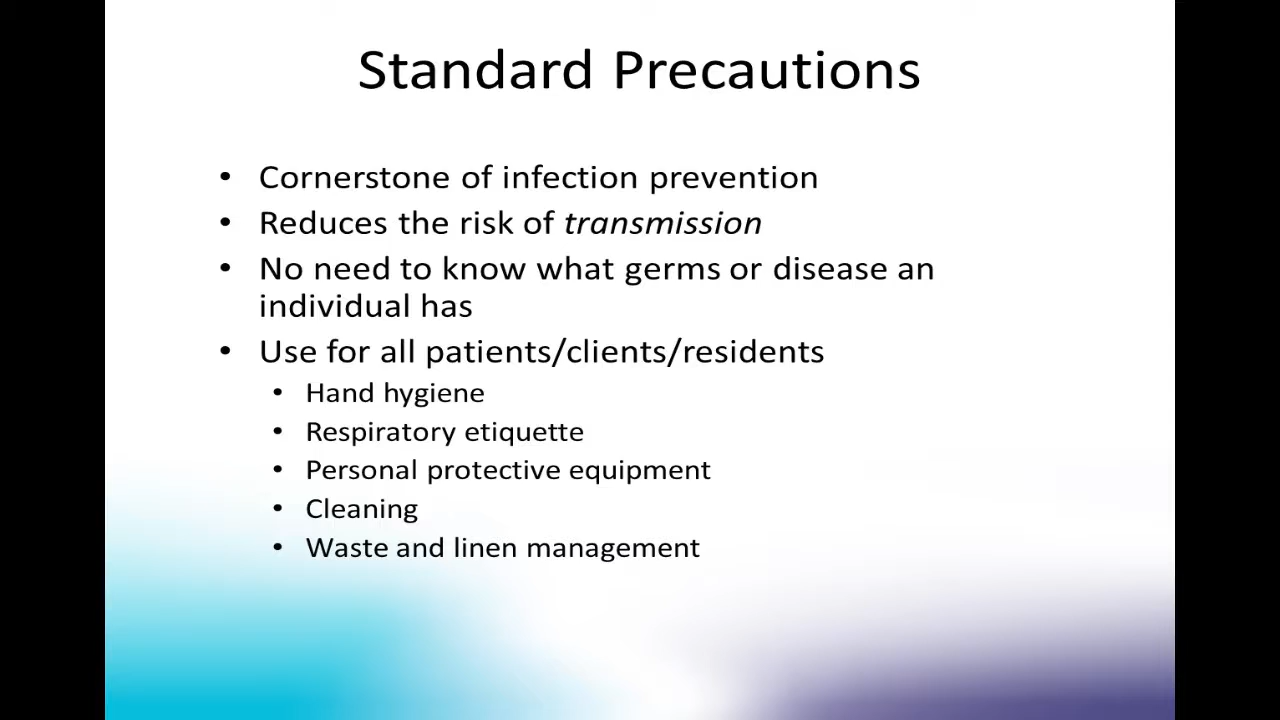 Standard Precautions
• Cornerstone of infection prevention
• Reduces the risk of transmission
• No need to know what germs or disease an
individual has
• Use for all patients/clients/residents
• Hand hygiene
• Respiratory etiquette
• Personal protective equipment
• Cleaning
• Waste and linen management